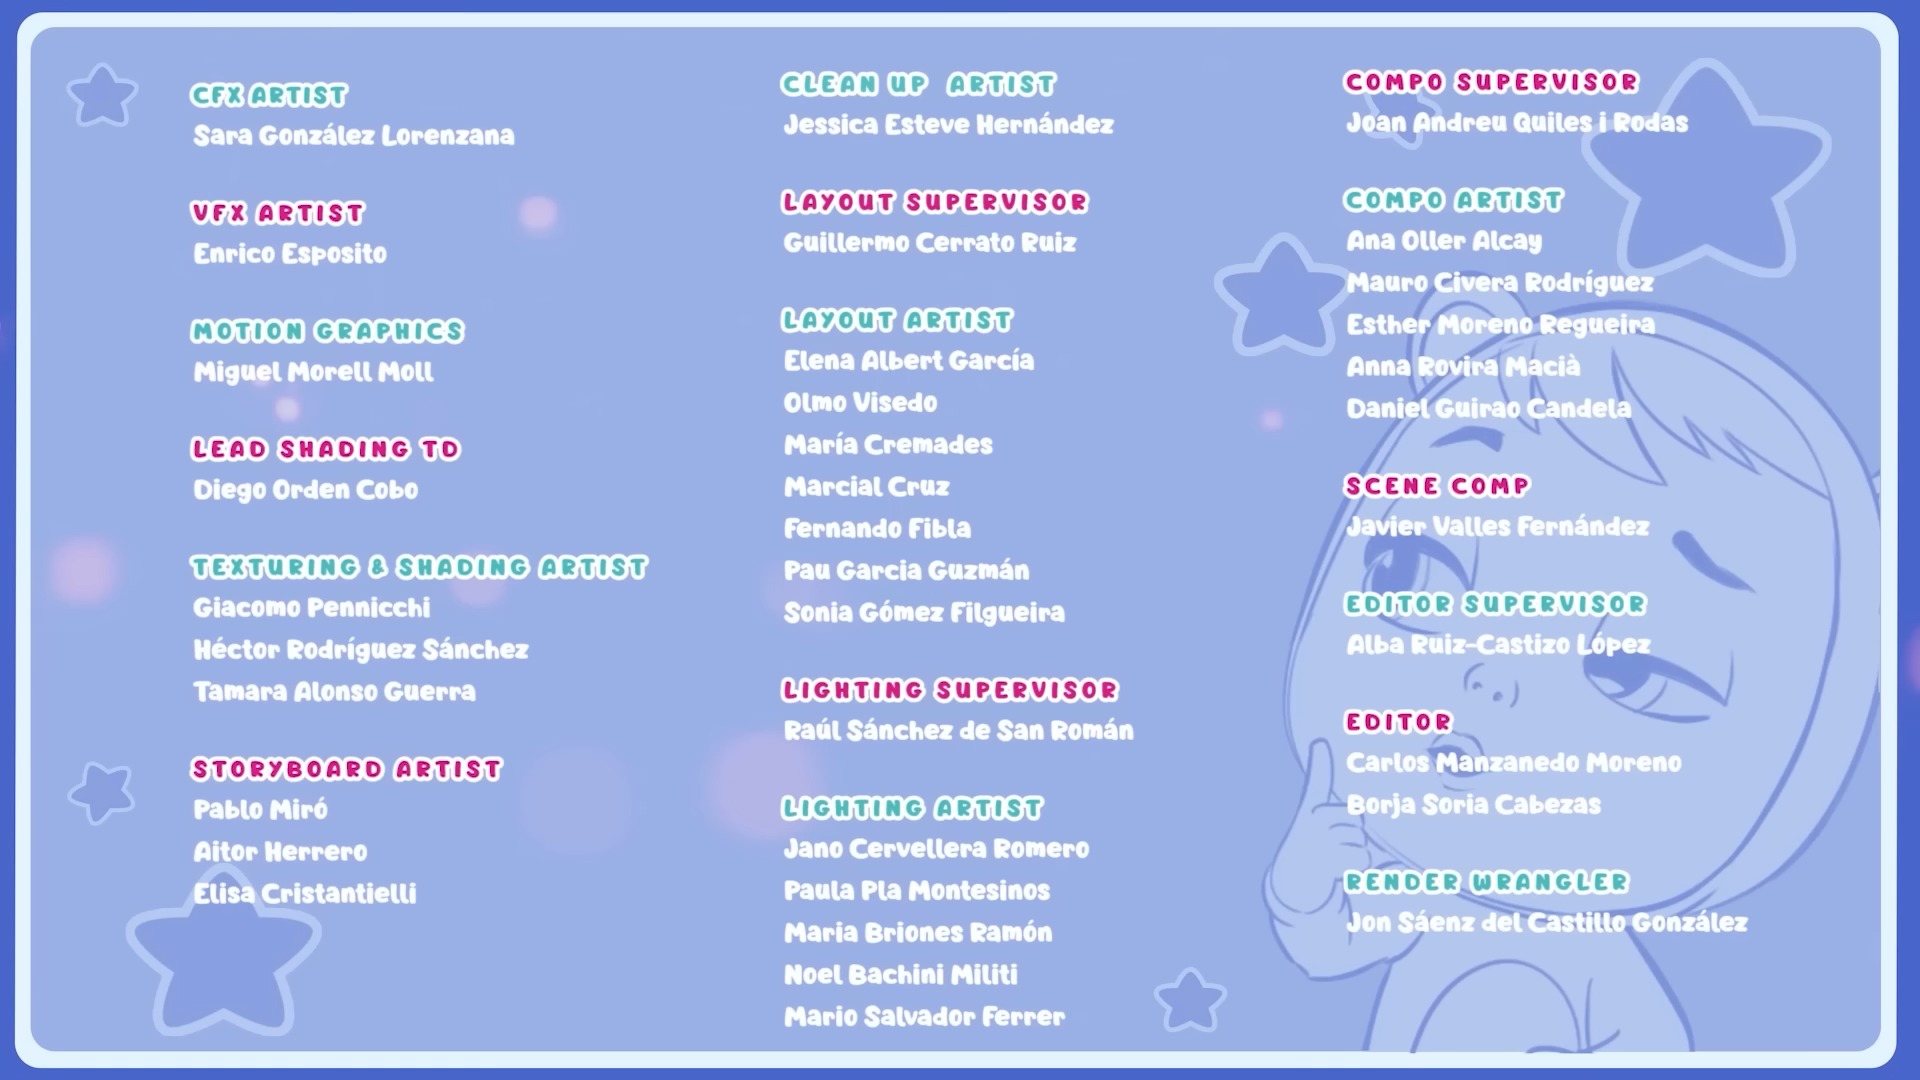 CFX ARTIST
Sara González Lorenzana
VFX ARTIST
Enrico Esposito
MOTION GRAPHICS
Miguel Morell Moll
LEAD SHADING TD
Diego Orden Cobo
TEXTURING & SHADING ARTIST
Giacomo Pennicchi
Héctor Rodríguez Sánchez
Tamara Alonso Guerra
STORYBOARD ARTIST
Pablo Miró
Aitor Herrero
Elisa Cristantielli
CLEAN UP ARTIST
Jessica Esteve Hernández
LAYOUT SUPERVISOR
Guillermo Cerrato Ruiz
LAYOUT ARTIST
Elena Albert García
Olmo Visedo
María Cremades
Marcial Cruz
Fernando Fibla
Pau Garcia Guzmán
Sonia Gómez Filgueira
LIGHTING SUPERVISOR
Raúl Sánchez de San Román
LIGHTING ARTIST
Jano Cervellera Romero
Paula Pla Montesinos
Maria Briones Ramón
Noel Bachini Militi
Mario Salvador Ferrer
COMPO SUPERVISOR
Joan Andreu Quiles i Rodas
COMPO ARTIST
Ana Oller Alcay
Mauro Civera Rodríguez
Esther Moreno Regueira
Anna Rovira Macià
Daniel Guirao Candela
SCENE COMP
Javier Valles Fernández
EDITOR SUPERVISOR
Alba Ruiz-Castizo López
EDITOR
Carlos Manzanedo Moreno
Borja Soria Cabezas
RENDER WRANGLER
Jon Sáenz del Castillo González